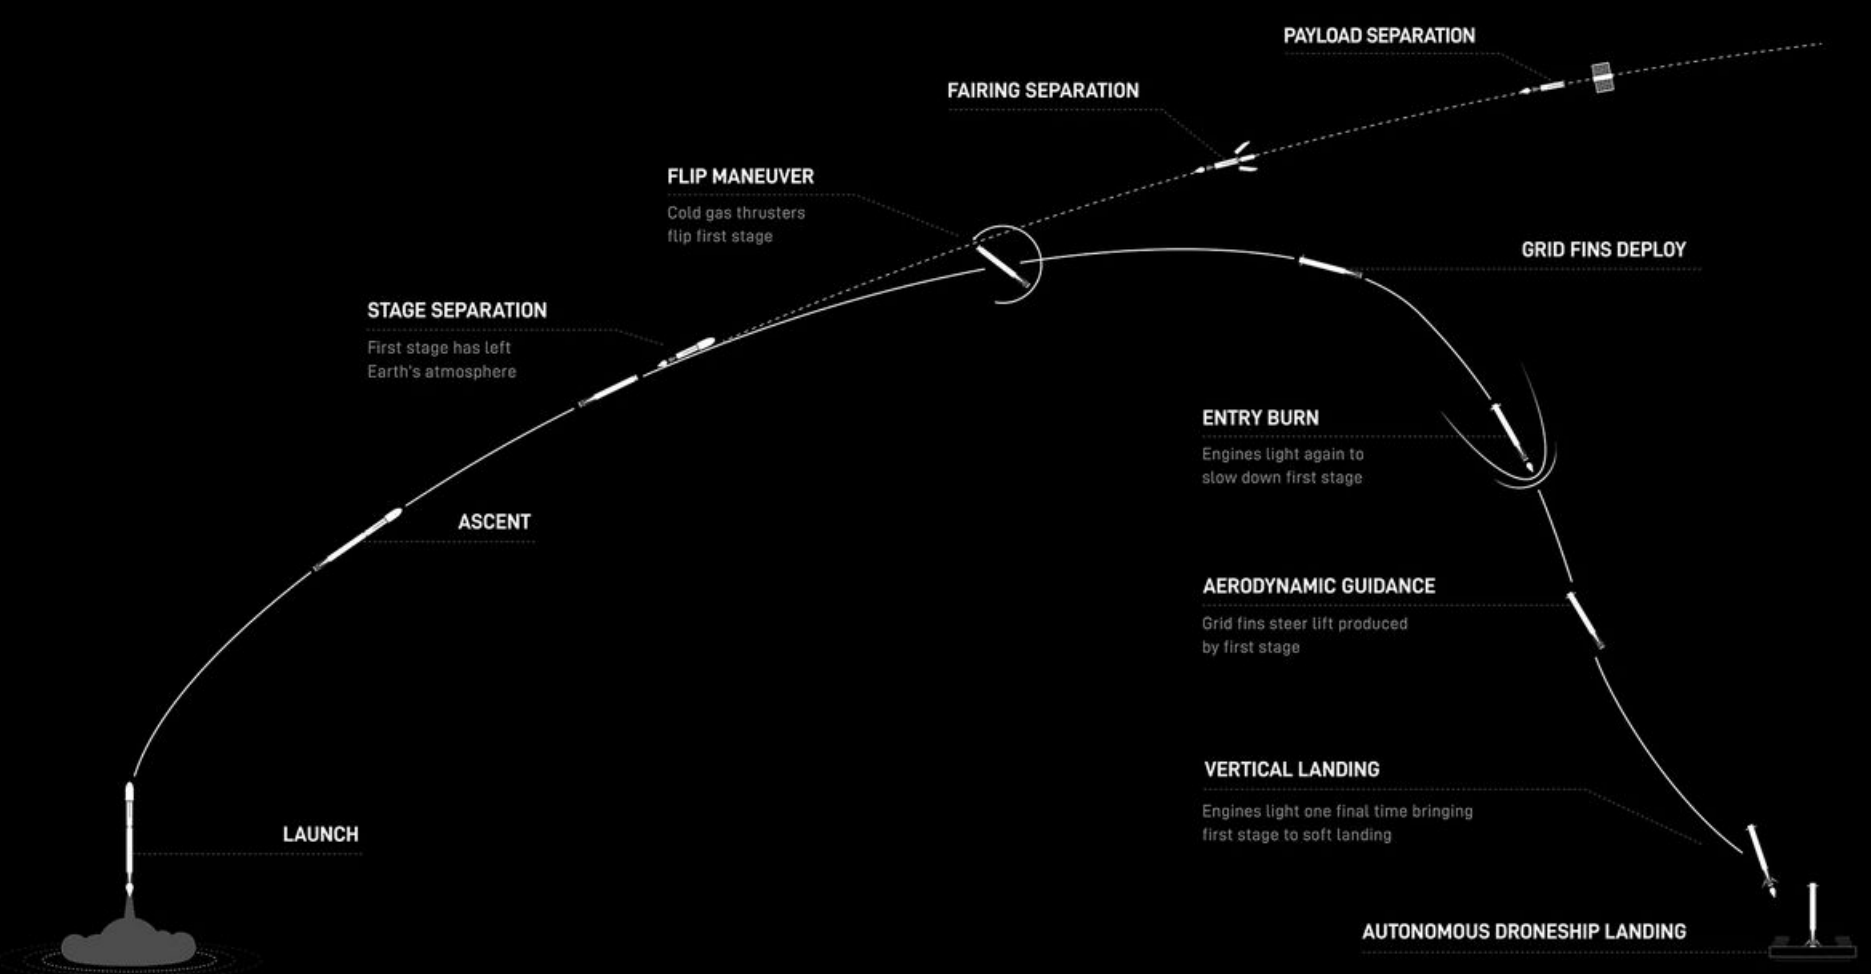 PAYLOAD SEPARATION
FAIRING SEPARATION
FLIP MANEUVER
Cold gas thrusters
flip first stage
GRID FINS DEPLOY
STAGE SEPARATION
First stage has left
Earth's atmosphere
ENTRY BURN
Engines light again to
slow down first stage
ASCENT
AERODYNAMIC GUIDANCE
Grid fins steer lift produced
by first stage
VERTICAL LANDING
Engines light one final time bringing
first stage to soft landing
LAUNCH
AUTONOMOUS DRONESHIP LANDING